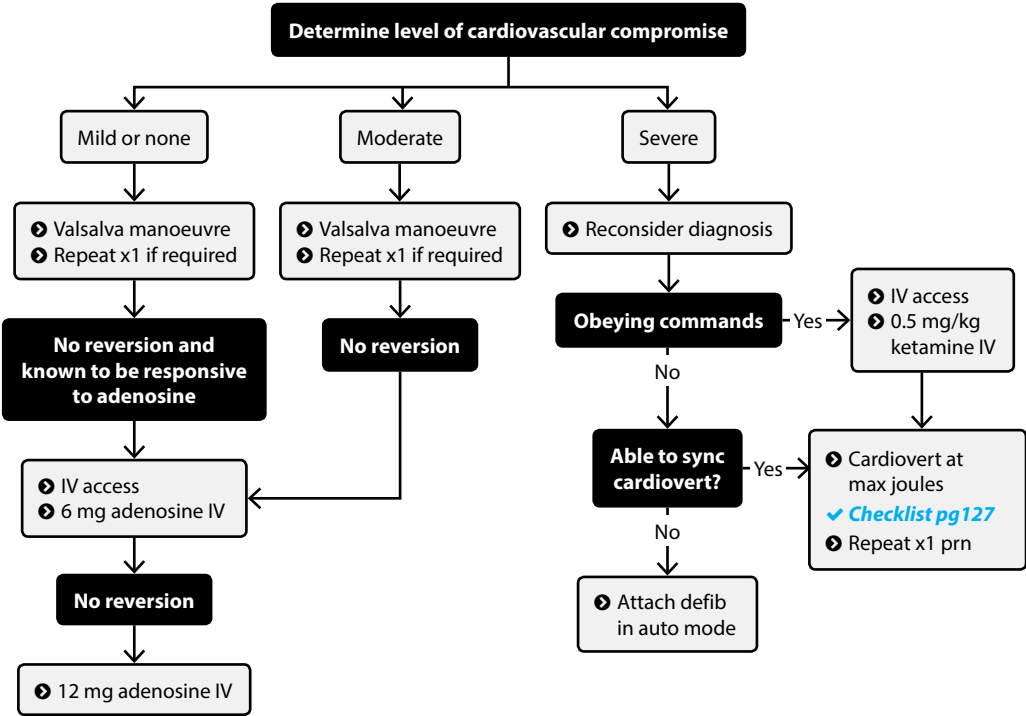 Determine level of cardiovascular compromise
Mild or none
Moderate
Severe
Valsalva manoeuvre
Repeat x1 if required
Valsalva manoeuvre
Repeat x1 if required
Reconsider diagnosis
No reversion and
known to be responsive
to adenosine
No reversion
Obeying commands
Yes
IV access
0.5 mg/kg
ketamine IV
No
IV access
6 mg adenosine IV
Able to sync
cardiovert?
Yes
Cardiovert at
max joules
Checklist pg127
Repeat x1 prn
No
No reversion
Attach defib
in auto mode
12 mg adenosine IV